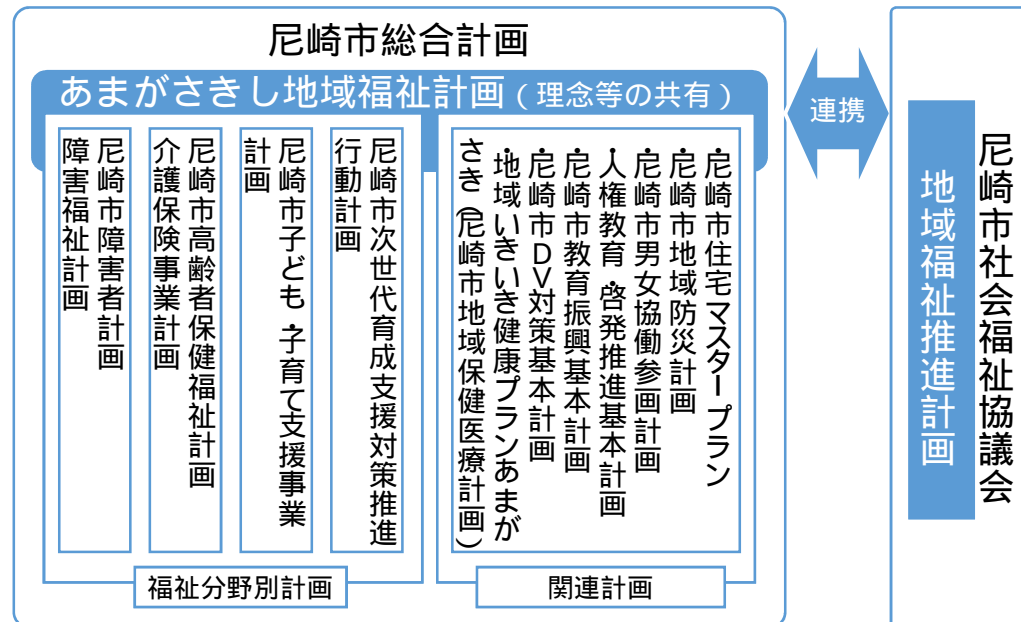 尼崎市総合計画
あまがさきし地域福祉計画（理念等の共有）
尼崎市障害者計画
障害福祉計画
尼崎市高齢者保健福祉計画
介護保険事業計画
尼崎市子ども・子育て支援事業
計画
尼崎市次世代育成支援対策推進
行動計画
福祉分野別計画
・尼崎市住宅マスタープラン
・尼崎市地域防災計画
・尼崎市男女協働参画計画
・人権教育・啓発推進基本計画
・尼崎市教育振興基本計画
・尼崎市DV対策基本計画
・地域いきいき健康プランあまが
さき（尼崎市地域保健医療計画）
関連計画
連携
尼崎市社会福祉協議会
地域福祉推進計画